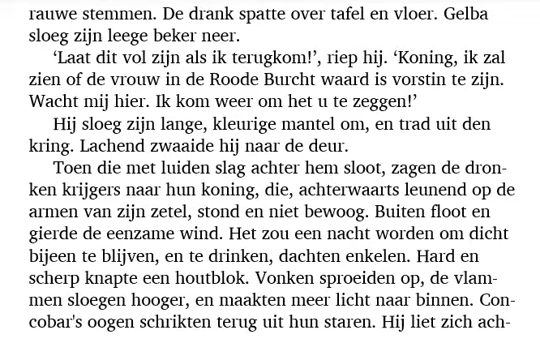 rauwe stemmen. De drank spatte over tafel en vloer. Gelba
sloeg zijn leege beker neer.
‘Laat dit vol zijn als ik terugkom!’, riep hij. ‘Koning, ik zal
zien of de vrouw in de Roode Burcht waard is vorstin te zijn.
Wacht mij hier. Ik kom weer om het u te zeggen!’
Hij sloeg zijn lange, kleurige mantel om, en trad uit den
kring. Lachend zwaaide hij naar de deur.
Toen die met luiden slag achter hem sloot, zagen de dron-
ken krijgers naar hun koning, die, achterwaarts leunend op de
armen van zijn zetel, stond en niet bewoog. Buiten floot en
gierde de eenzame wind. Het zou een nacht worden om dicht
bijeen te blijven, en te drinken, dachten enkelen. Hard en
scherp knapte een houtblok. Vonken sproeiden op, de vlam-
men sloegen hooger, en maakten meer licht naar binnen. Con-
cobar's oogen schrikten terug uit hun staren. Hij liet zich ach-